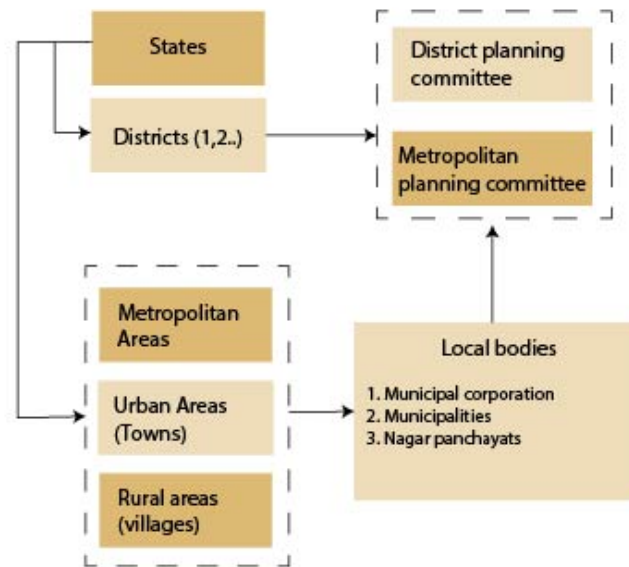 States
Districts (1,2..)
District planning
committee
Metropolitan
planning committee
Metropolitan
Areas
Urban Areas
(Towns)
Rural areas
(villages)
Local bodies
1. Municipal corporation
2. Municipalities
3. Nagar panchayats